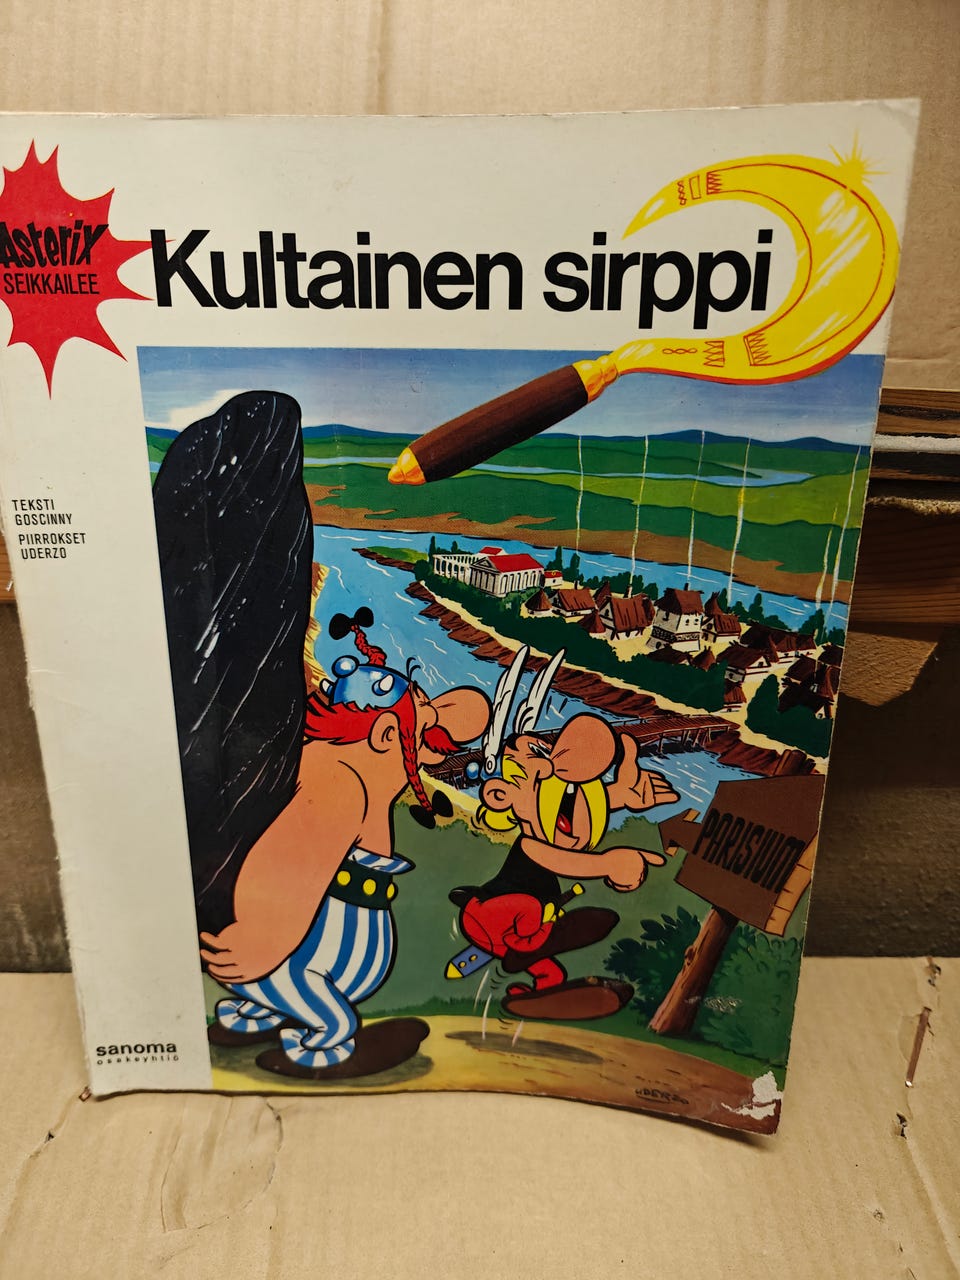 Asterix
SEIKKAILEE
Kultainen sirppi
TEKSTI
GOSCINNY
PIIRROKSET
UDERZO
PARISIUM
sanoma
osakeyhtiö
UDERZO